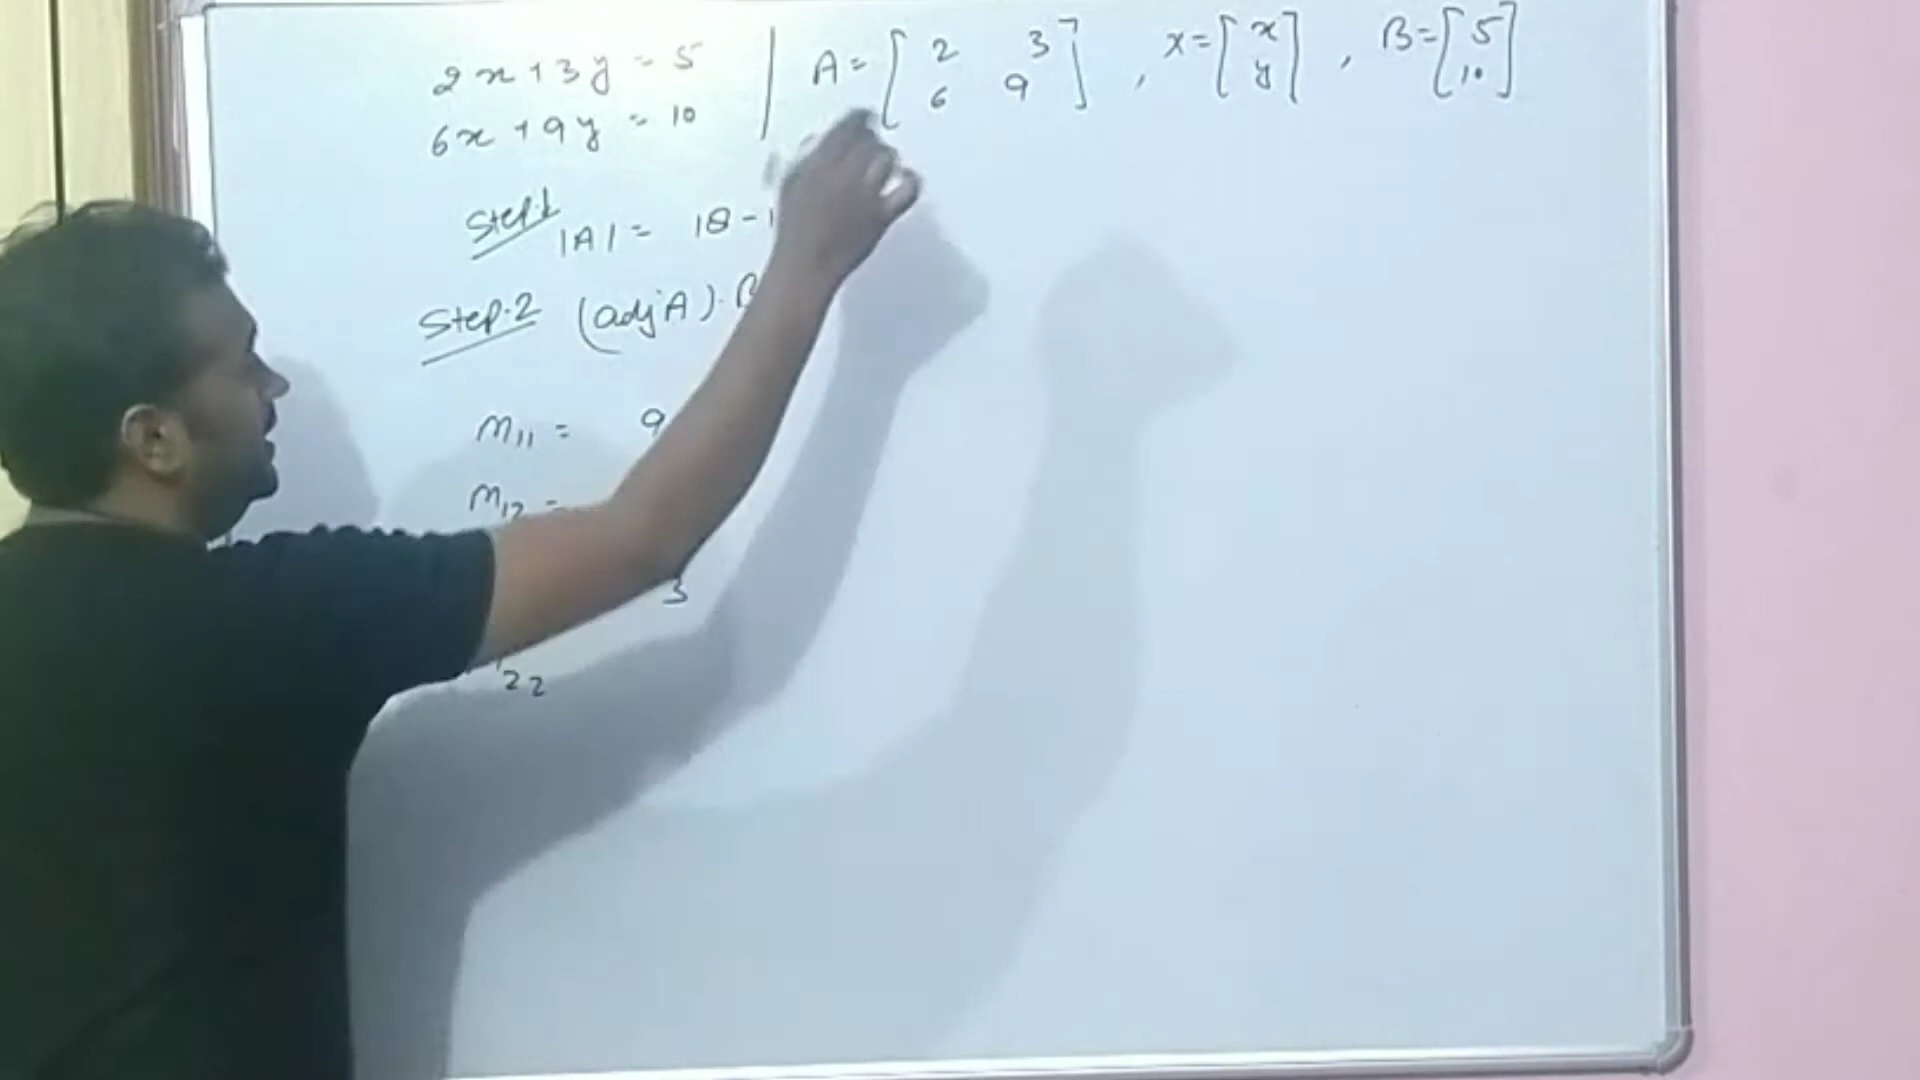 2x+3y = 5 | A = [ 2 3 6 9 ] , X = [ x y ] , B = [ 5 10 ]
6x+9y = 10
Step.1 |A| = 18 - 1
Step.2 (adj A). B
M11 = 9
M12 =
3
22